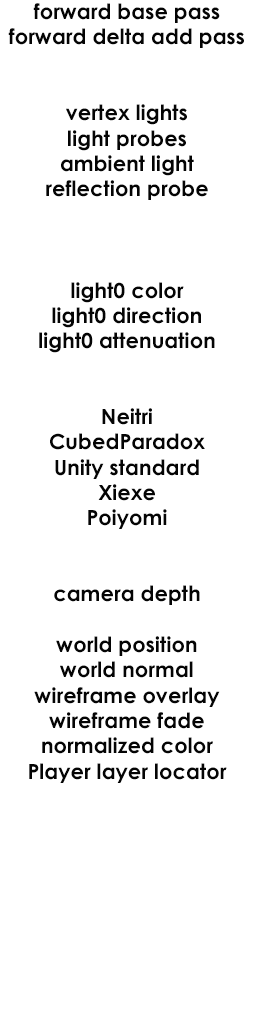 forward base pass
forward delta add pass
vertex lights
light probes
ambient light
reflection probe
light0 color
light0 direction
light0 attenuation
Neitri
CubedParadox
Unity standard
Xiexe
Poiyomi
camera depth
world position
world normal
wireframe overlay
wireframe fade
normalized color
Player layer locator